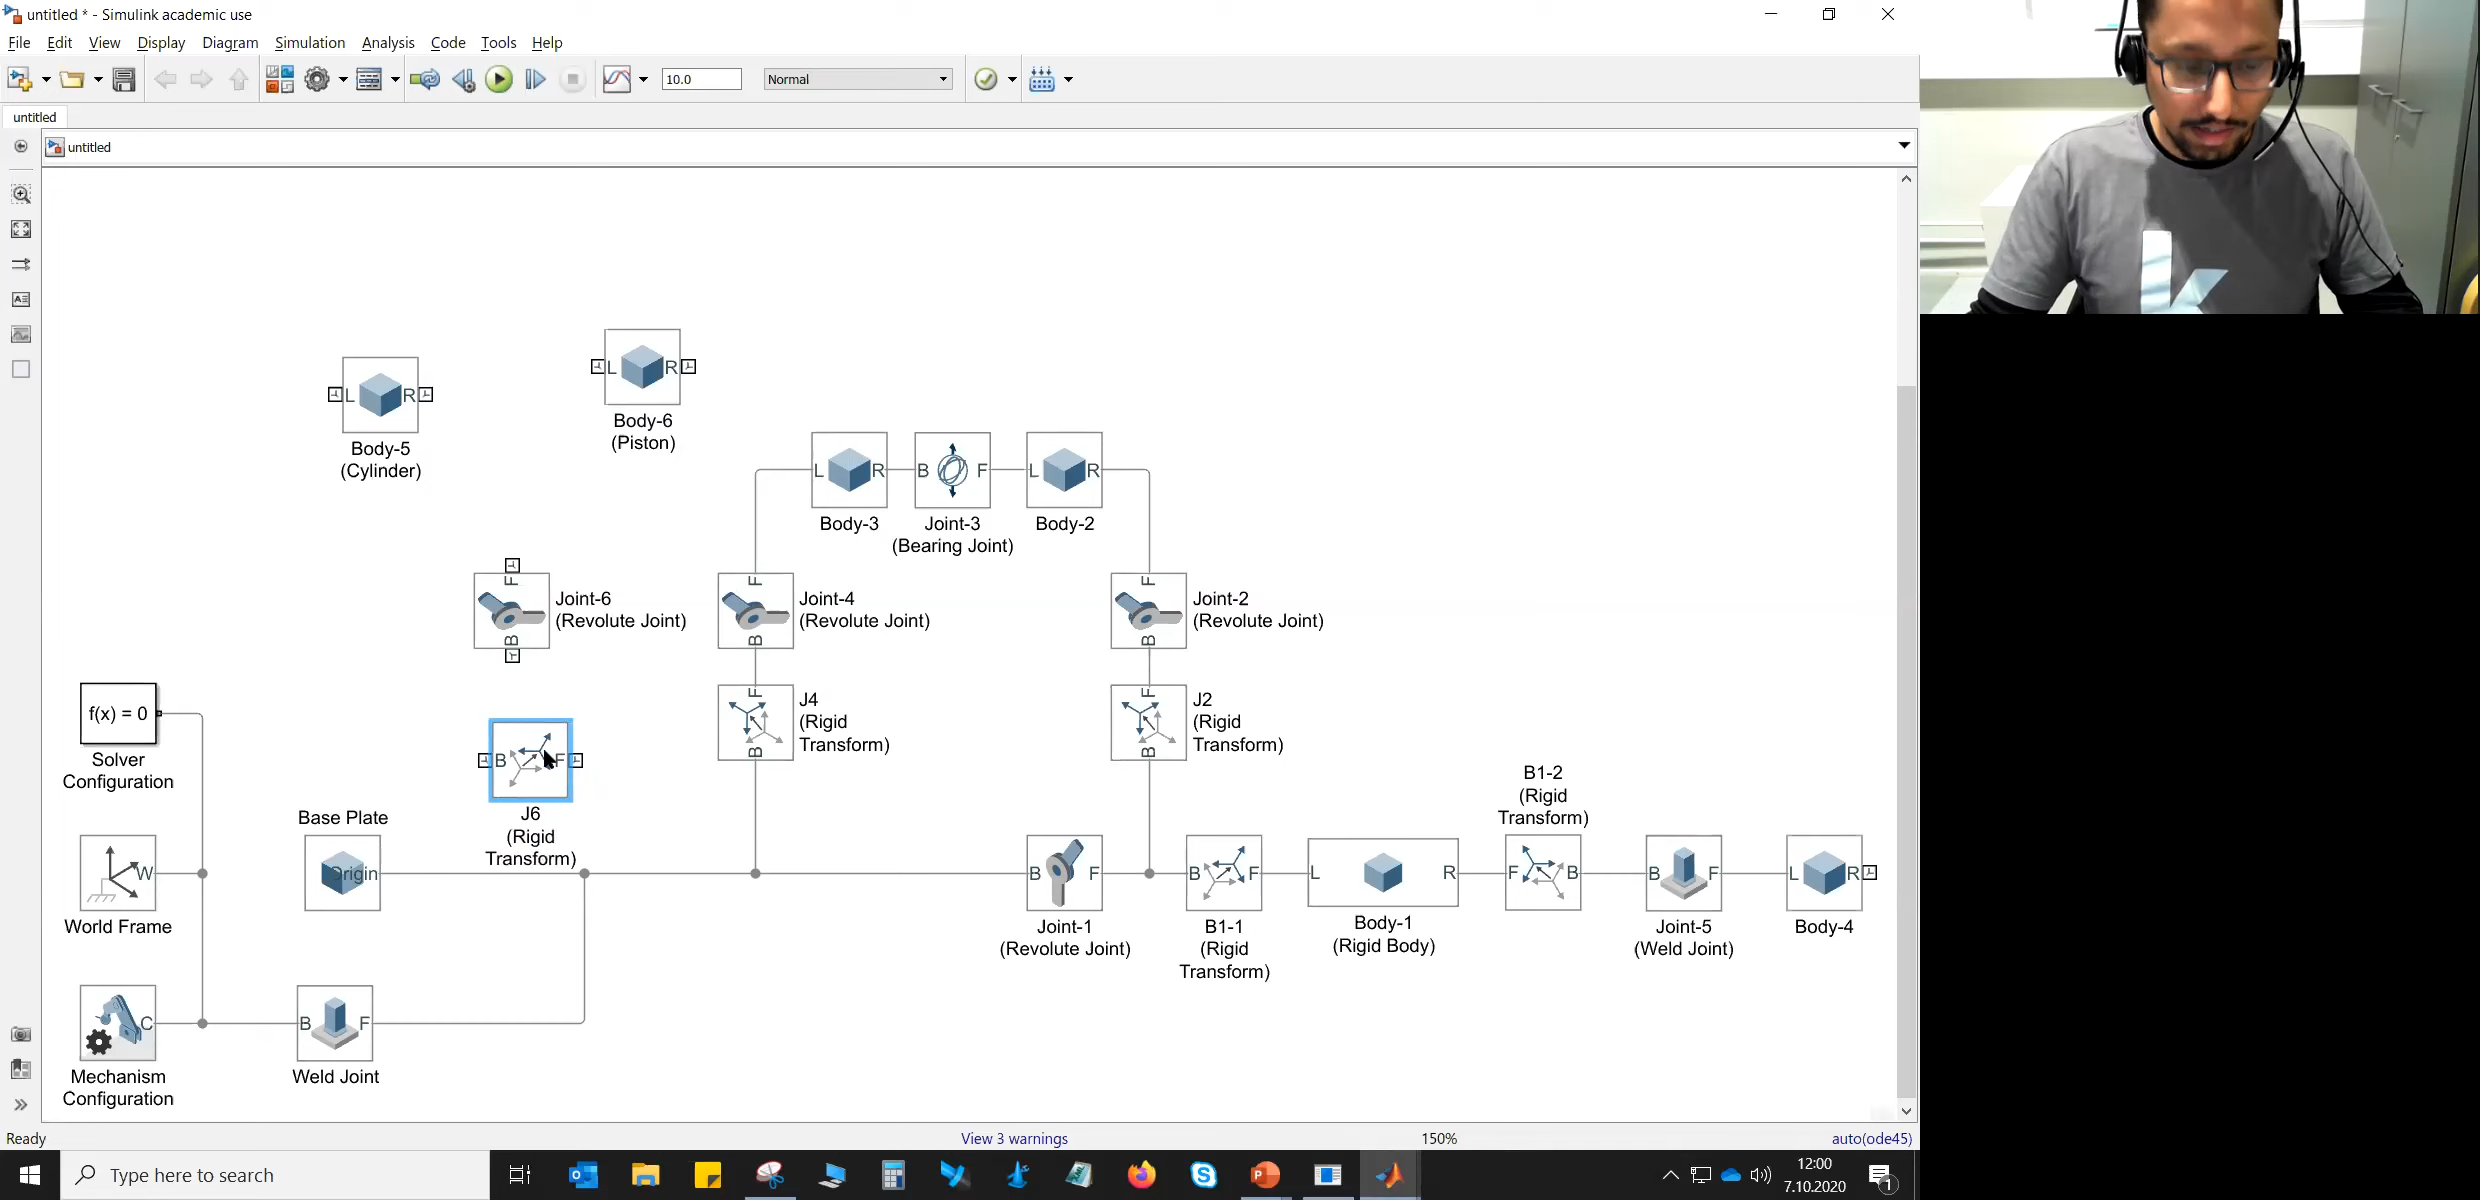 untitled * - Simulink academic use
File Edit View Display Diagram Simulation Analysis Code Tools Help
10.0
Normal
untitled
untitled
L R
Body-5
(Cylinder)
L R
Body-6
(Piston)
L R
Body-3
B F
Joint-3
(Bearing Joint)
L R
Body-2
F
B
Joint-6
(Revolute Joint)
F
B
Joint-4
(Revolute Joint)
F
B
Joint-2
(Revolute Joint)
F
B
J4
(Rigid
Transform)
F
B
J2
(Rigid
Transform)
f(x) = 0
Solver
Configuration
B F
J6
(Rigid
Transform)
W
World Frame
Base Plate
Origin
B F
Joint-1
(Revolute Joint)
B F
B1-1
(Rigid
Transform)
L R
Body-1
(Rigid Body)
B1-2
(Rigid
Transform)
F B
B F
Joint-5
(Weld Joint)
L R
Body-4
C
Mechanism
Configuration
B F
Weld Joint
Ready
View 3 warnings
150%
auto(ode45)
Type here to search
12:00
7.10.2020
1